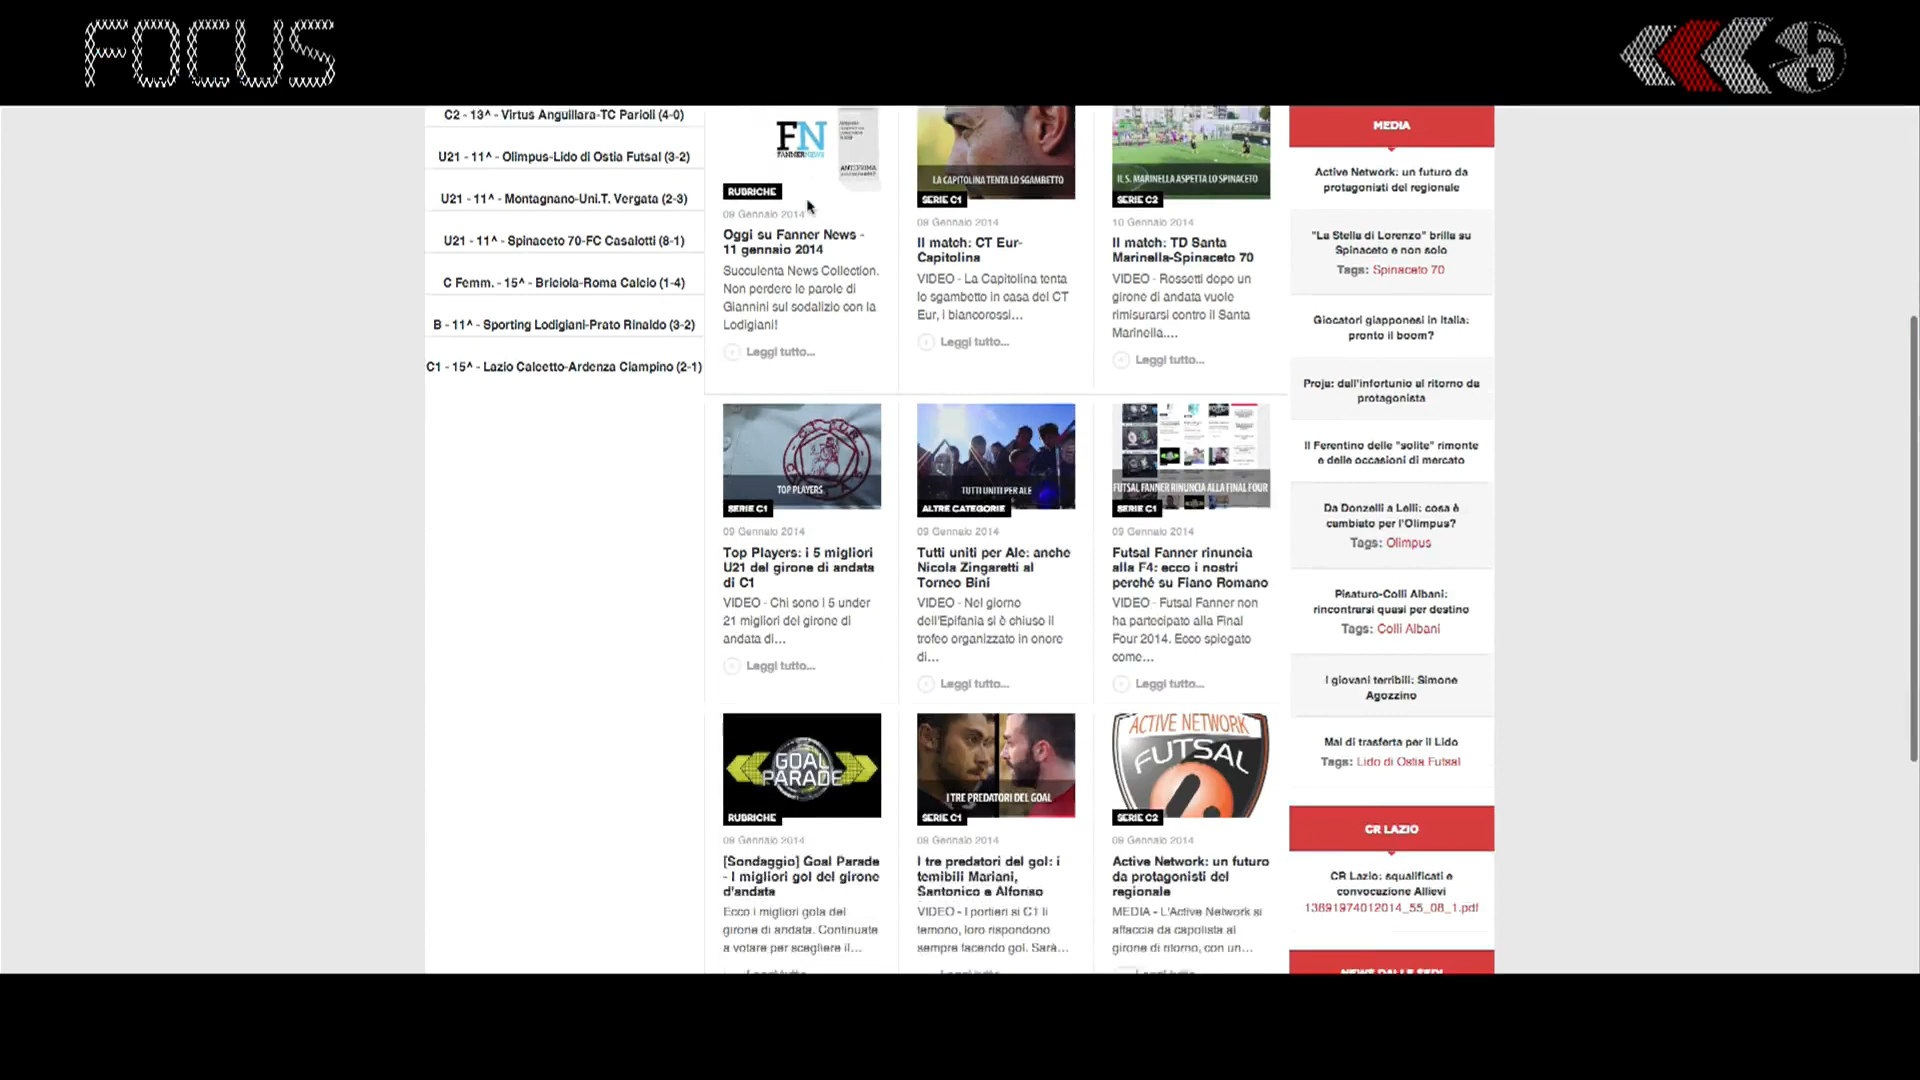 FOCUS
C2 - 13^ - Virtus Anguillara-TC Parioli (4-0)
U21 - 11^ - Olimpus-Lido di Ostia Futsal (3-2)
U21 - 11^ - Montagnano-Uni.T. Vergata (2-3)
U21 - 11^ - Spinaceto 70-FC Casalotti (8-1)
C Femm. - 15^ - Briciola-Roma Calcio (1-4)
B - 11^ - Sporting Lodigiani-Prato Rinaldo (3-2)
C1 - 15^ - Lazio Calcetto-Ardenza Ciampino (2-1)
FN
FANNERNEWS
ANTEPRIMA
RUBRICHE
09 Gennaio 2014
Oggi su Fanner News -
11 gennaio 2014
Succulenta News Collection.
Non perdere le parole di
Giannini sul sodalizio con la
Lodigiani!
Leggi tutto...
LA CAPITOLINA TENTA LO SGAMBETTO
SERIE C1
09 Gennaio 2014
Il match: CT Eur-
Capitolina
VIDEO - La Capitolina tenta
lo sgambetto in casa del CT
Eur, i biancorossi...
Leggi tutto...
IL S. MARINELLA ASPETTA LO SPINACETO
SERIE C2
10 Gennaio 2014
Il match: TD Santa
Marinella-Spinaceto 70
VIDEO - Rossetti dopo un
girone di andata vuole
rimisurarsi contro il Santa
Marinella....
Leggi tutto...
TOP PLAYERS
SERIE C1
09 Gennaio 2014
Top Players: i 5 migliori
U21 del girone di andata
di C1
VIDEO - Chi sono i 5 under
21 migliori del girone di
andata di...
Leggi tutto...
TUTTI UNITI PER ALE
ALTRE CATEGORIE
09 Gennaio 2014
Tutti uniti per Ale: anche
Nicola Zingaretti al
Torneo Bini
VIDEO - Nel giorno
dell'Epifania si è chiuso il
trofeo organizzato in onore
di...
Leggi tutto...
FUTSAL FANNER RINUNCIA ALLA FINAL FOUR
SERIE C1
09 Gennaio 2014
Futsal Fanner rinuncia
alla F4: ecco i nostri
perché su Fiano Romano
VIDEO - Futsal Fanner non
ha partecipato alla Final
Four 2014. Ecco spiegato
come...
Leggi tutto...
GOAL
PARADE
RUBRICHE
09 Gennaio 2014
[Sondaggio] Goal Parade
- I migliori gol del girone
d'andata
Ecco i migliori gola del
girone di andata. Continuate
a votare per scegliere il...
Leggi tutto...
I TRE PREDATORI DEL GOAL
SERIE C1
09 Gennaio 2014
I tre predatori del gol: i
temibili Mariani,
Santonico e Alfonso
VIDEO - I portieri si C1 li
temono, loro rispondono
sempre facendo gol. Sarà...
Leggi tutto...
ACTIVE NETWORK
FUTSAL
SERIE C2
09 Gennaio 2014
Active Network: un futuro
da protagonisti del
regionale
MEDIA - L'Active Network si
affaccia da capolista al
girone di ritorno, con un...
Leggi tutto...
MEDIA
Active Network: un futuro da
protagonisti del regionale
"La Stella di Lorenzo" brilla su
Spinaceto e non solo
Tags: Spinaceto 70
Giocatori giapponesi in Italia:
pronto il boom?
Proja: dall'infortunio al ritorno da
protagonista
Il Ferentino delle "solite" rimonte
e delle occasioni di mercato
Da Donzelli a Lelli: cosa è
cambiato per l'Olimpus?
Tags: Olimpus
Pisaturo-Colli Albani:
rincontrarsi quasi per destino
Tags: Colli Albani
I giovani terribili: Simone
Agozzino
Mal di trasferta per il Lido
Tags: Lido di Ostia Futsal
CR LAZIO
CR Lazio: squalificati e
convocazione Allievi
13891974012014_55_08_1.pdf
NEWS DALLE SEDI